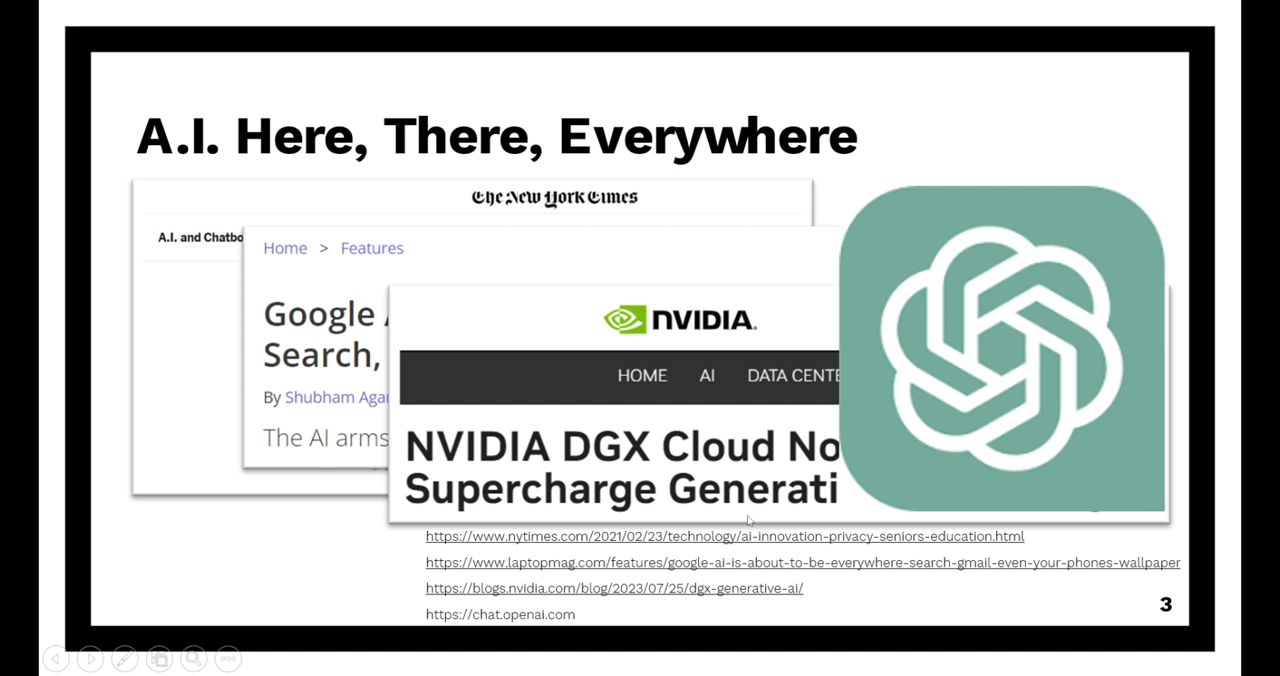 A.I. Here, There, Everywhere
The New York Times
A.I. and Chatbo
Home > Features
Google
Search,
By Shubham Agar
The AI arms
NVIDIA.
HOME AI DATA CENTE
NVIDIA DGX Cloud No
Supercharge Generati
https://www.nytimes.com/2021/02/23/technology/ai-innovation-privacy-seniors-education.html
https://www.laptopmag.com/features/google-ai-is-about-to-be-everywhere-search-gmail-even-your-phones-wallpaper
https://blogs.nvidia.com/blog/2023/07/25/dgx-generative-ai/
https://chat.openai.com
3